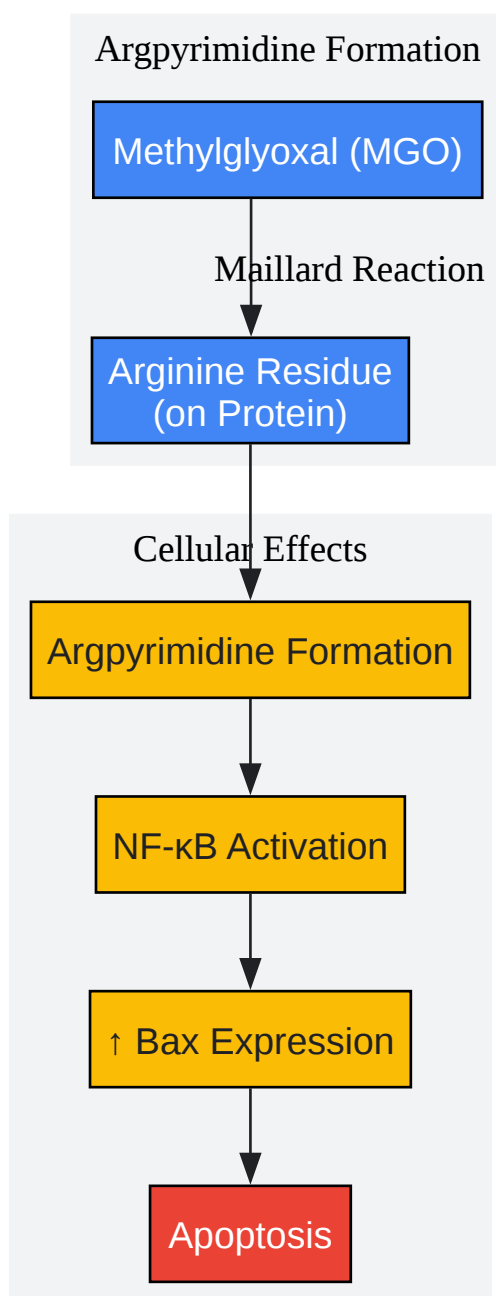 Argpyrimidine Formation
Methylglyoxal (MGO)
Maillard Reaction
Arginine Residue
(on Protein)
Cellular Effects
Argpyrimidine Formation
NF-κB Activation
↑ Bax Expression
Apoptosis